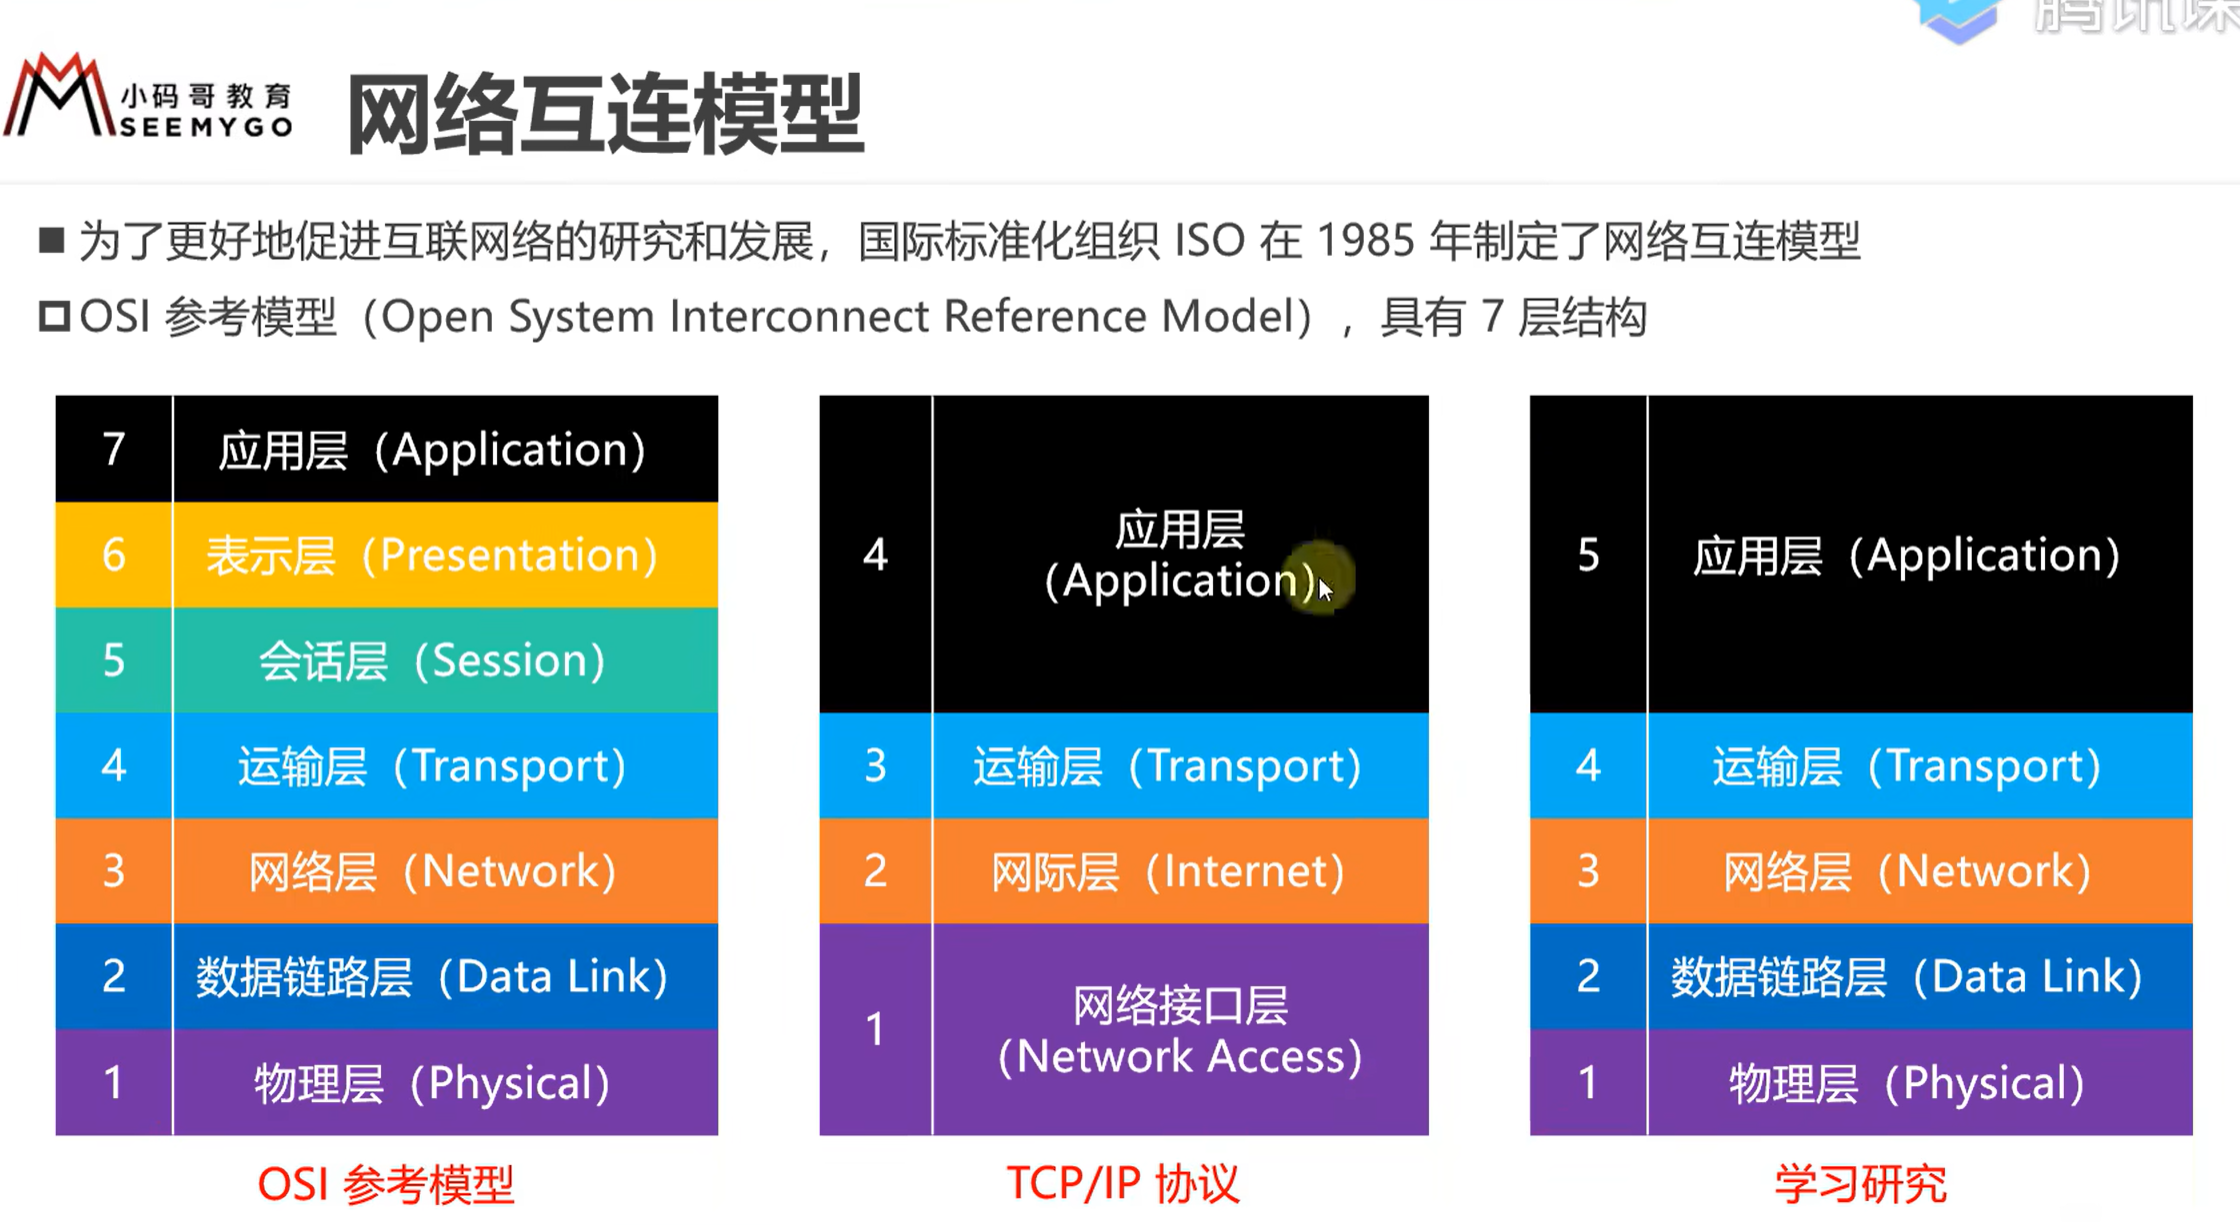 腾讯课
小码哥教育
SEEMYGO
网络互连模型
■ 为了更好地促进互联网络的研究和发展，国际标准化组织 ISO 在 1985 年制定了网络互连模型
OSI 参考模型（Open System Interconnect Reference Model），具有 7 层结构
7 应用层（Application）
6 表示层（Presentation）
5 会话层（Session）
4 运输层（Transport）
3 网络层（Network）
2 数据链路层（Data Link）
1 物理层（Physical）
OSI 参考模型
4 应用层
（Application）
3 运输层（Transport）
2 网际层（Internet）
1 网络接口层
（Network Access）
TCP/IP 协议
5 应用层（Application）
4 运输层（Transport）
3 网络层（Network）
2 数据链路层（Data Link）
1 物理层（Physical）
学习研究